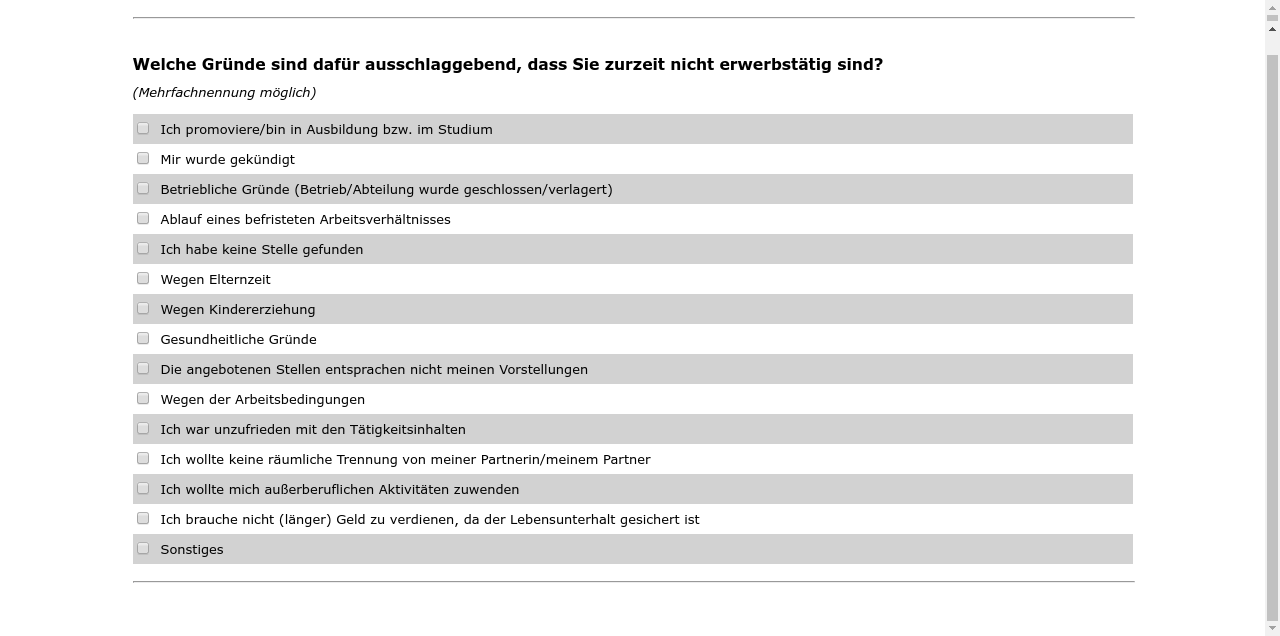 Welche Gründe sind dafür ausschlaggebend, dass Sie zurzeit nicht erwerbstätig sind?
(Mehrfachnennung möglich)
Ich promoviere/bin in Ausbildung bzw. im Studium
Mir wurde gekündigt
Betriebliche Gründe (Betrieb/Abteilung wurde geschlossen/verlagert)
Ablauf eines befristeten Arbeitsverhältnisses
Ich habe keine Stelle gefunden
Wegen Elternzeit
Wegen Kindererziehung
Gesundheitliche Gründe
Die angebotenen Stellen entsprachen nicht meinen Vorstellungen
Wegen der Arbeitsbedingungen
Ich war unzufrieden mit den Tätigkeitsinhalten
Ich wollte keine räumliche Trennung von meiner Partnerin/meinem Partner
Ich wollte mich außerberuflichen Aktivitäten zuwenden
Ich brauche nicht (länger) Geld zu verdienen, da der Lebensunterhalt gesichert ist
Sonstiges